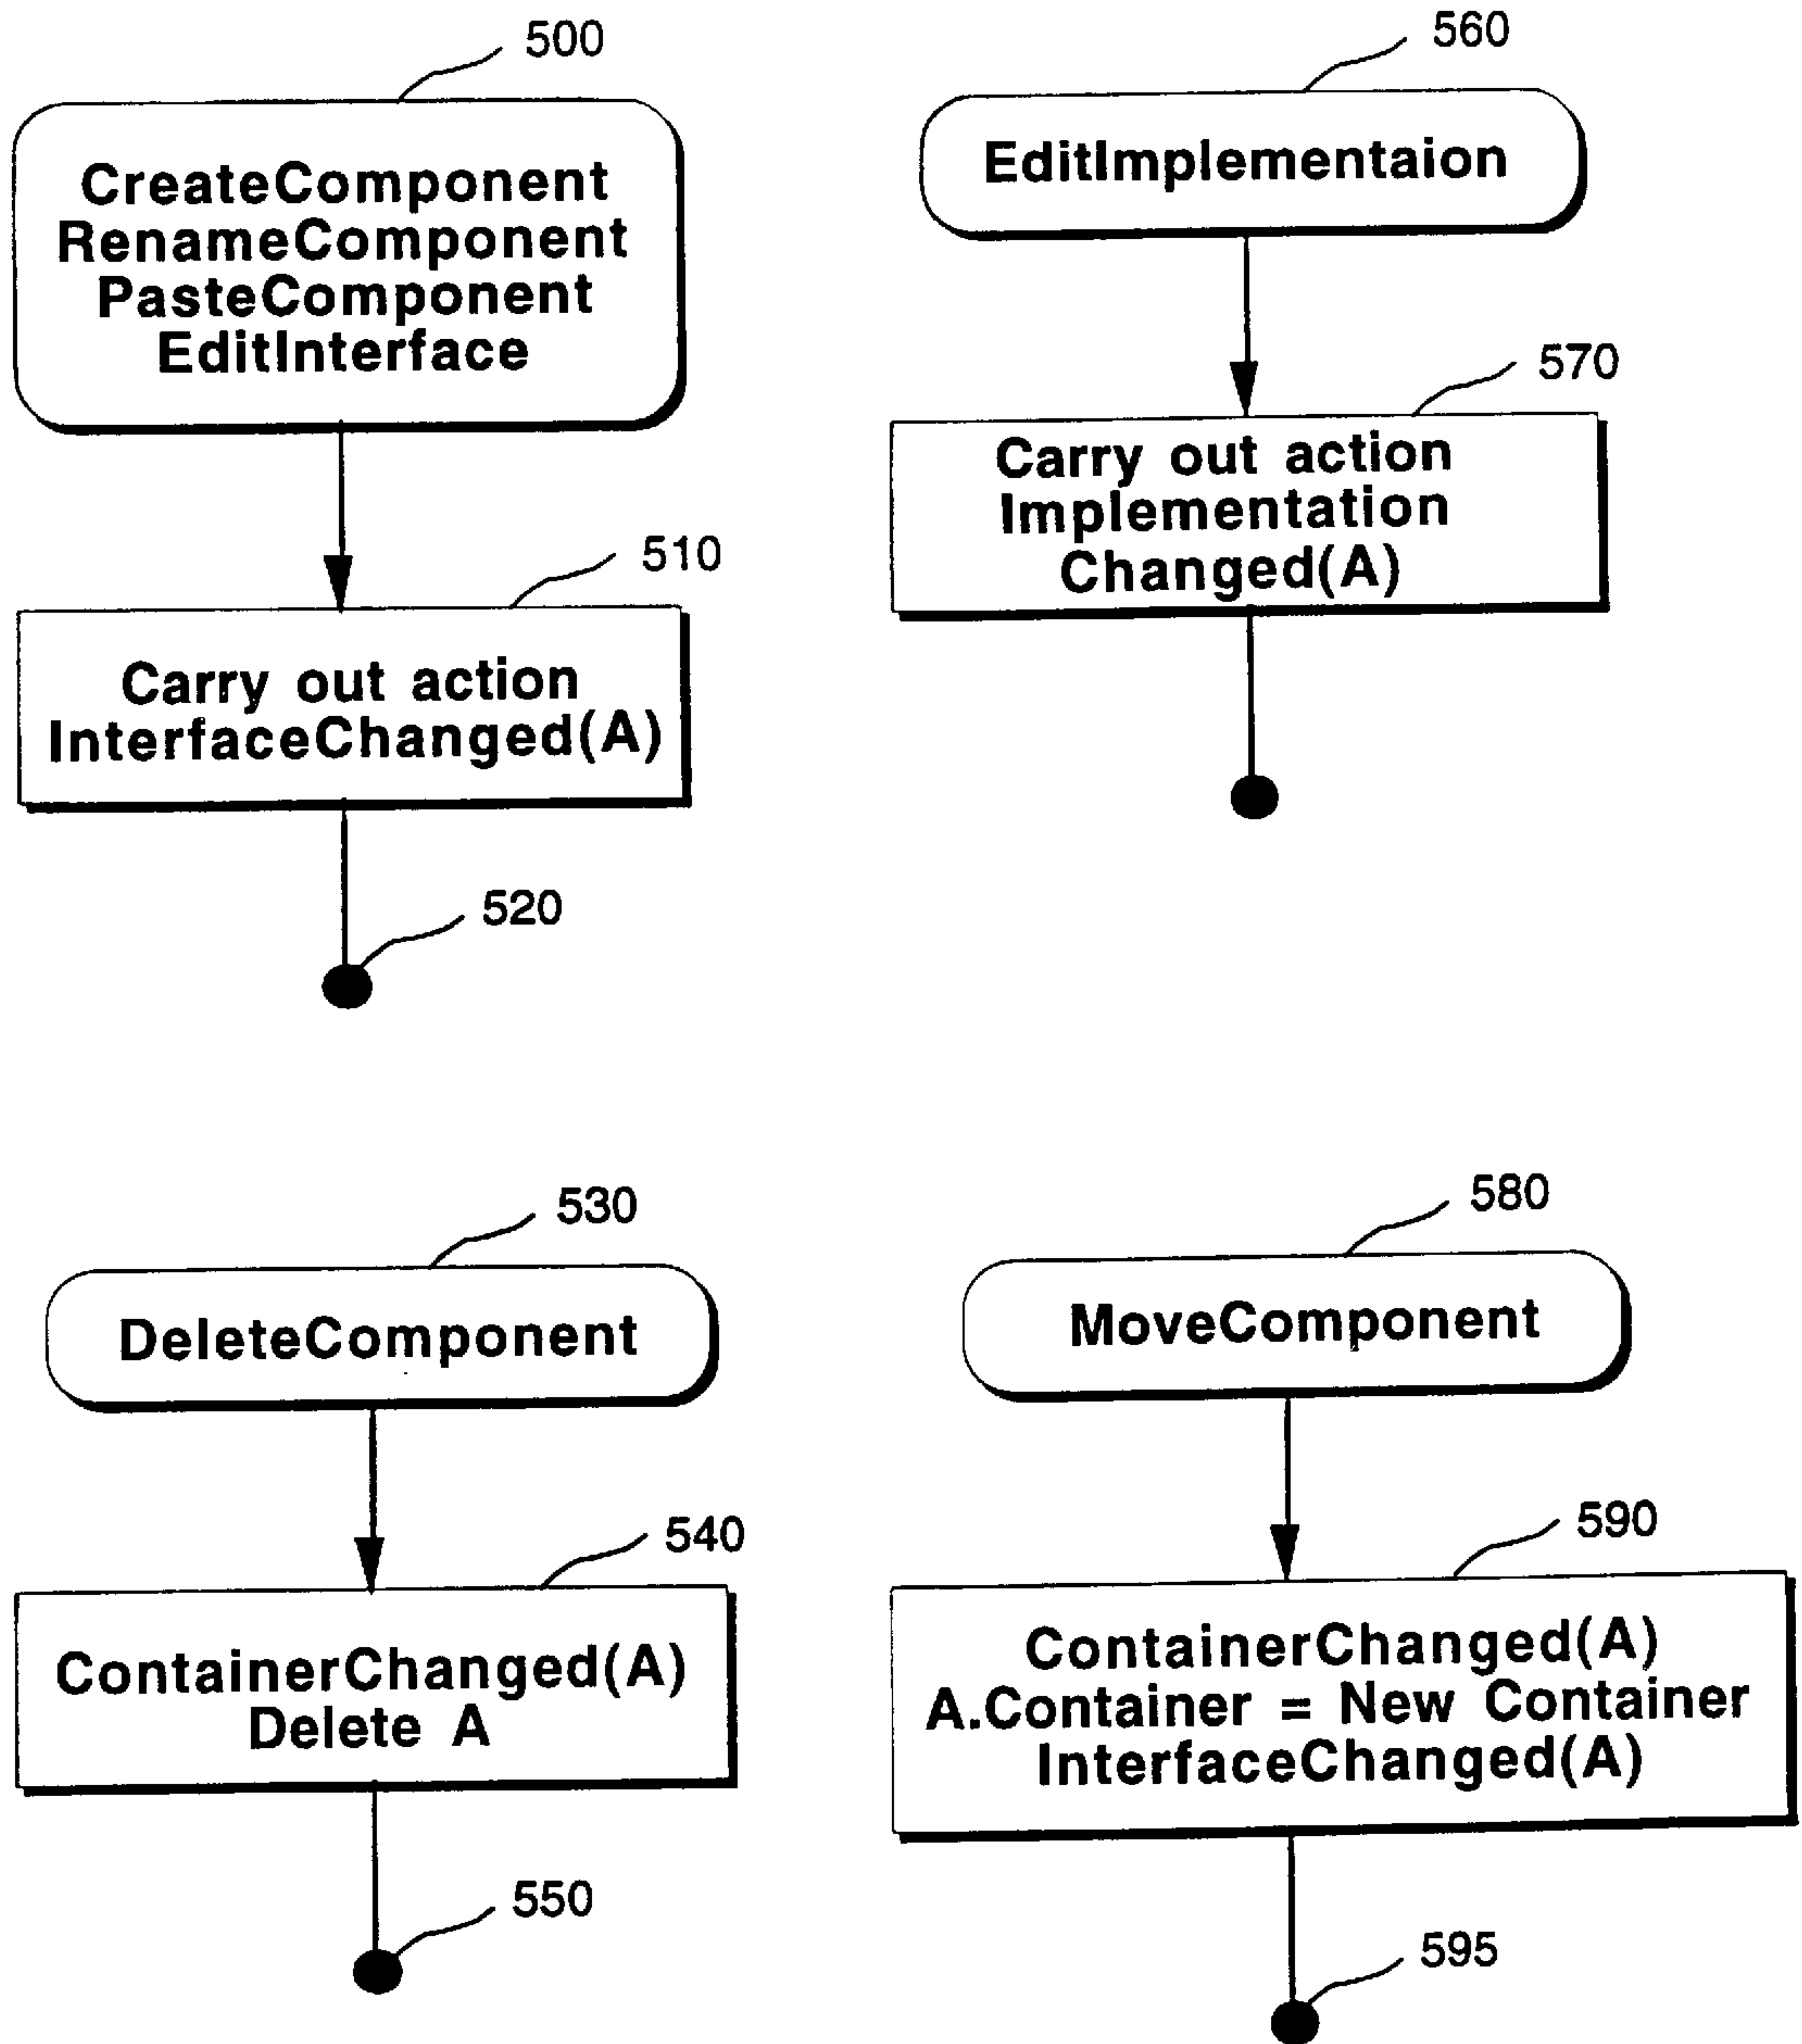 500
CreateComponent
RenameComponent
PasteComponent
EditInterface
510
Carry out action
InterfaceChanged(A)
520
560
EditImplementaion
570
Carry out action
Implementation
Changed(A)
530
DeleteComponent
540
ContainerChanged(A)
Delete A
550
580
MoveComponent
590
ContainerChanged(A)
A.Container = New Container
InterfaceChanged(A)
595